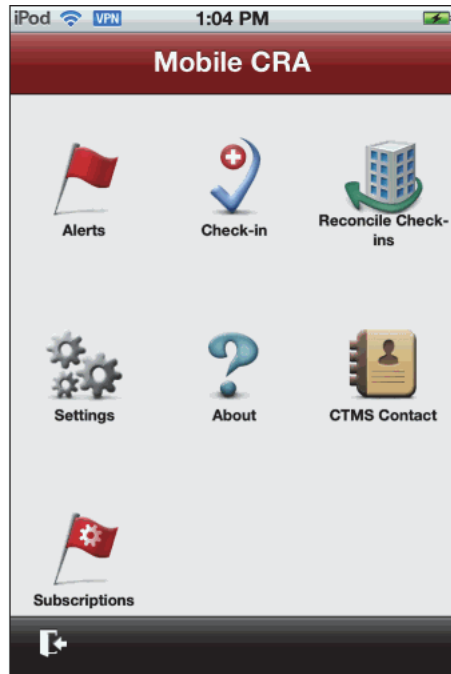 iPod VPN 1:04 PM
Mobile CRA
Alerts
Check-in
Reconcile Check-
ins
Settings
About
CTMS Contact
Subscriptions